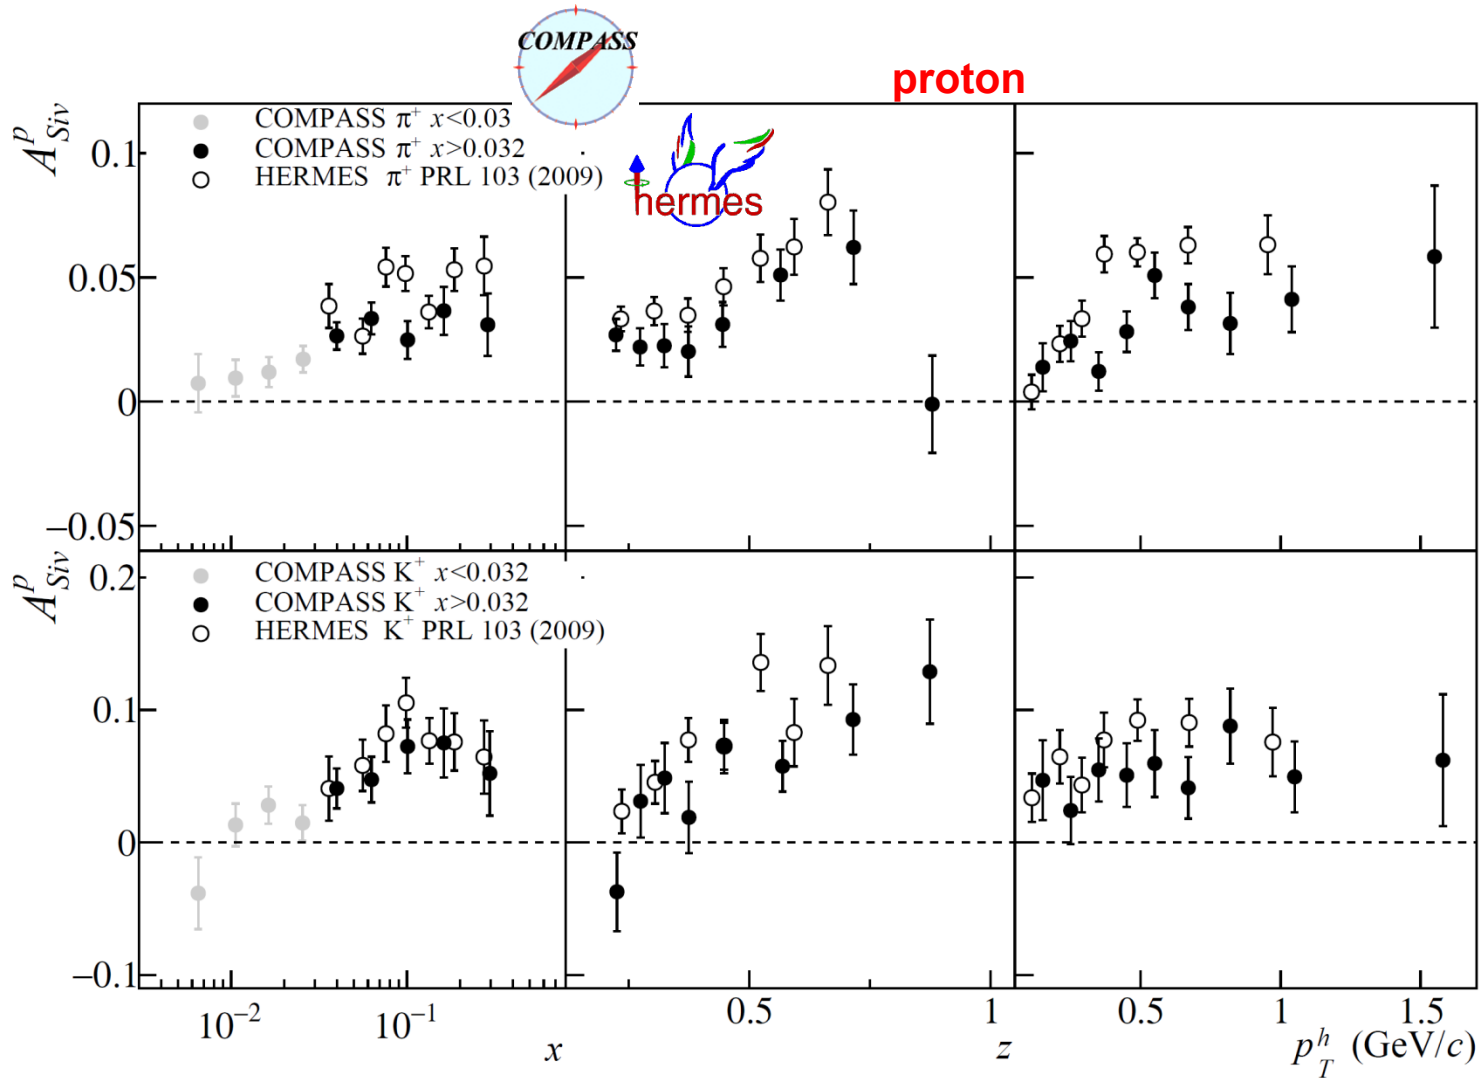 COMPASS
proton
hermes
A^p_Siv
COMPASS π⁺ x<0.03
COMPASS π⁺ x>0.032
HERMES π⁺ PRL 103 (2009)
0.1
0.05
0
−0.05
A^p_Siv
COMPASS K⁺ x<0.032
COMPASS K⁺ x>0.032
HERMES K⁺ PRL 103 (2009)
0.2
0.1
0
−0.1
10⁻² 10⁻¹ 0.5 1 0.5 1 1.5
x z p_T^h (GeV/c)